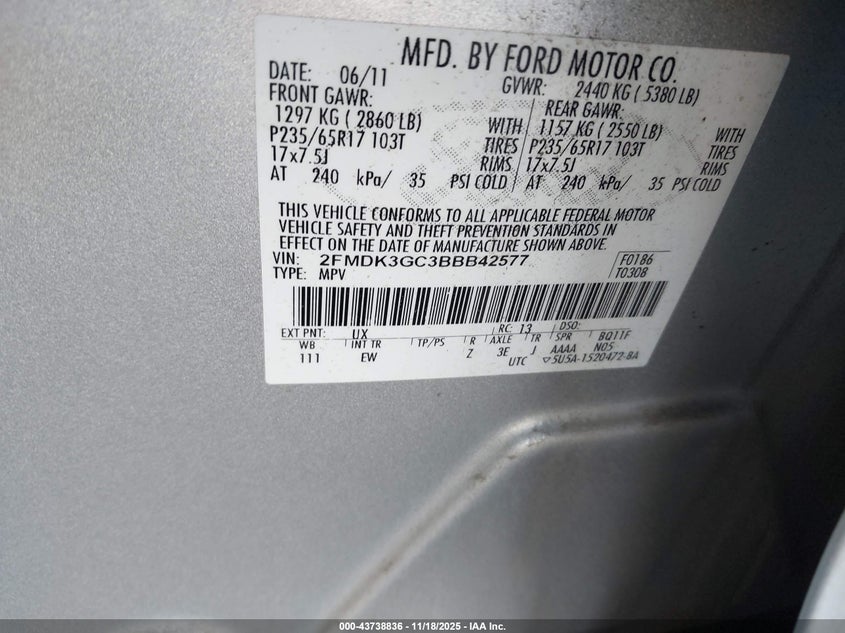 MFD. BY FORD MOTOR CO.
DATE: 06/11 GVWR: 2440 KG ( 5380 LB)
FRONT GAWR: REAR GAWR:
1297 KG ( 2860 LB) WITH 1157 KG ( 2550 LB) WITH
P235/65R17 103T TIRES P235/65R17 103T TIRES
17x7.5J RIMS 17x7.5J RIMS
AT 240 kPa/ 35 PSI COLD AT 240 kPa/ 35 PSI COLD
THIS VEHICLE CONFORMS TO ALL APPLICABLE FEDERAL MOTOR
VEHICLE SAFETY AND THEFT PREVENTION STANDARDS IN
EFFECT ON THE DATE OF MANUFACTURE SHOWN ABOVE.
VIN: 2FMDK3GC3BBB42577 F0186
TYPE: MPV T0308
EXT PNT: UX RC: 13 DSO:
WB INT TR TP/PS R AXLE TR SPR BQ11F
111 EW Z 3E J AAAA N05
UTC 5U5A-1520472-BA
000-43738836 - 11/18/2025 - IAA Inc.